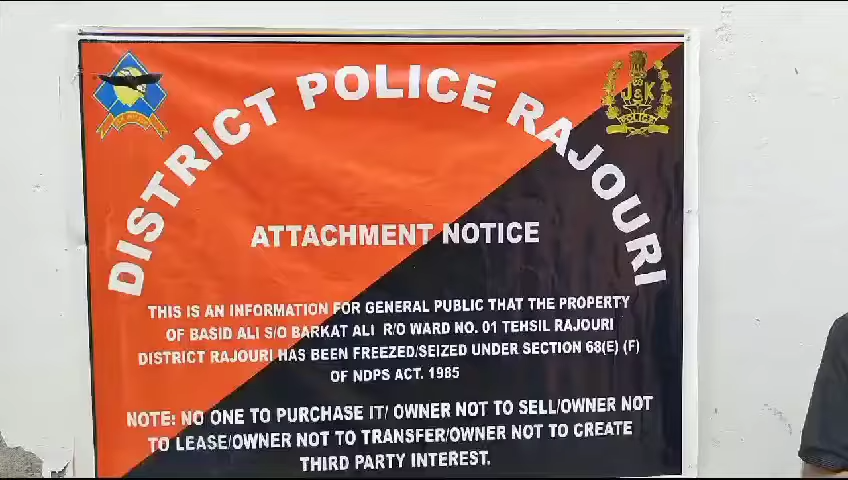 DISTRICT POLICE RAJOURI
J&K
POLICE
ATTACHMENT NOTICE
THIS IS AN INFORMATION FOR GENERAL PUBLIC THAT THE PROPERTY
OF BASID ALI S/O BARKAT ALI R/O WARD NO. 01 TEHSIL RAJOURI
DISTRICT RAJOURI HAS BEEN FREEZED/SEIZED UNDER SECTION 68(E) (F)
OF NDPS ACT. 1985
NOTE: NO ONE TO PURCHASE IT/ OWNER NOT TO SELL/OWNER NOT
TO LEASE/OWNER NOT TO TRANSFER/OWNER NOT TO CREATE
THIRD PARTY INTEREST.